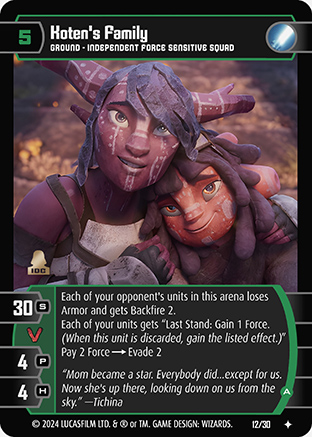 5 Koten's Family
GROUND - INDEPENDENT FORCE SENSITIVE SQUAD
IDC
30 S
V
4 P
4 H
Each of your opponent's units in this arena loses
Armor and gets Backfire 2.
Each of your units gets “Last Stand: Gain 1 Force.
(When this unit is discarded, gain the listed effect.)”
Pay 2 Force → Evade 2
“Mom became a star. Everybody did...except for us.
Now she's up there, looking down on us from the
sky.” —Tichina
A
© 2024 LUCASFILM LTD. & ® or TM. GAME DESIGN: WIZARDS. 12/30